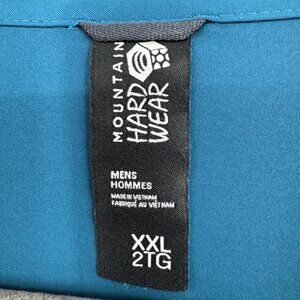 MOUNTAIN
HARD
WEAR
MENS
HOMMES
MADE IN VIETNAM
FABRIQUÉ AU VIETNAM
XXL
2TG